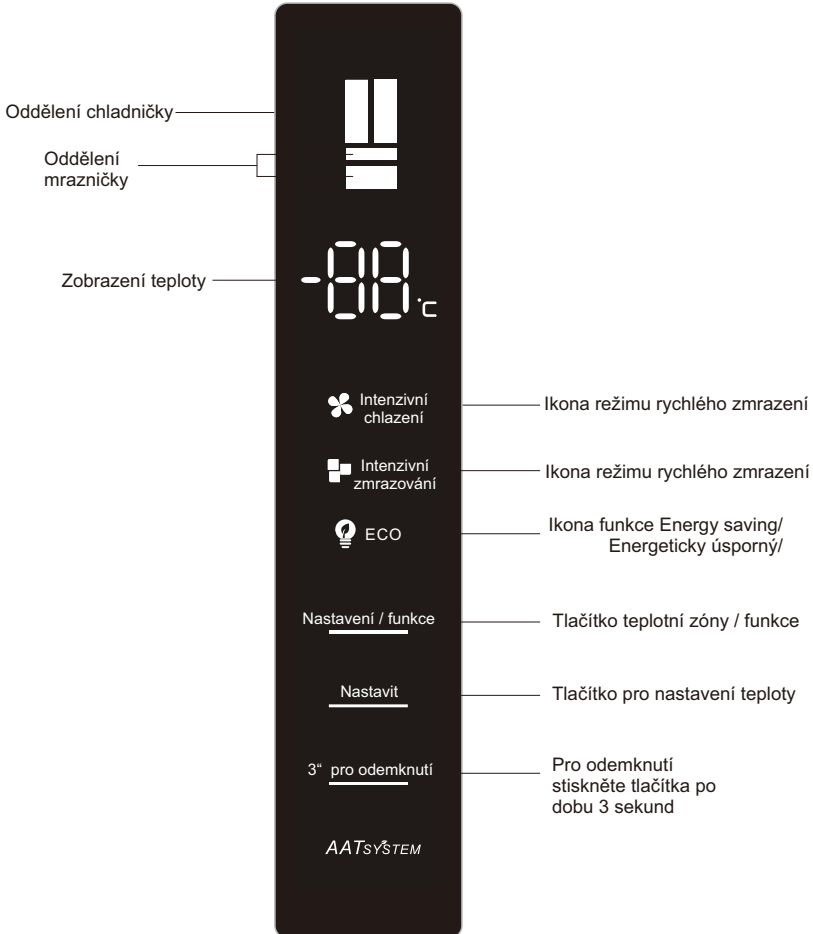 Oddělení chladničky
Oddělení
mrazničky
Zobrazení teploty
-88°C
Intenzivní
chlazení
Ikona režimu rychlého zmrazení
Intenzivní
zmrazování
Ikona režimu rychlého zmrazení
ECO
Ikona funkce Energy saving/
Energeticky úsporný/
Nastavení / funkce
Tlačítko teplotní zóny / funkce
Nastavit
Tlačítko pro nastavení teploty
3“ pro odemknutí
Pro odemknutí
stiskněte tlačítka po
dobu 3 sekund
AATSYSTEM